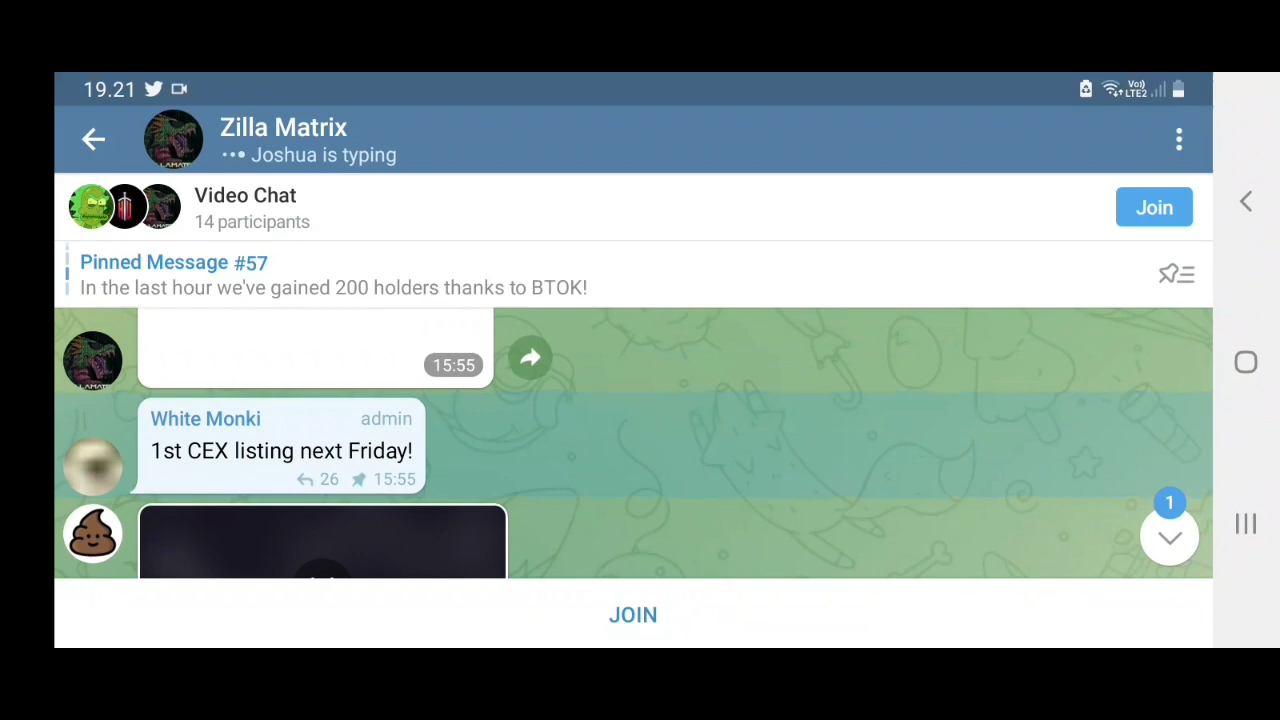 19.21
Vo)) LTE2
Zilla Matrix
Joshua is typing
Video Chat
14 participants
Join
Pinned Message #57
In the last hour we've gained 200 holders thanks to BTOK!
15:55
White Monki admin
1st CEX listing next Friday!
26 15:55
1
JOIN